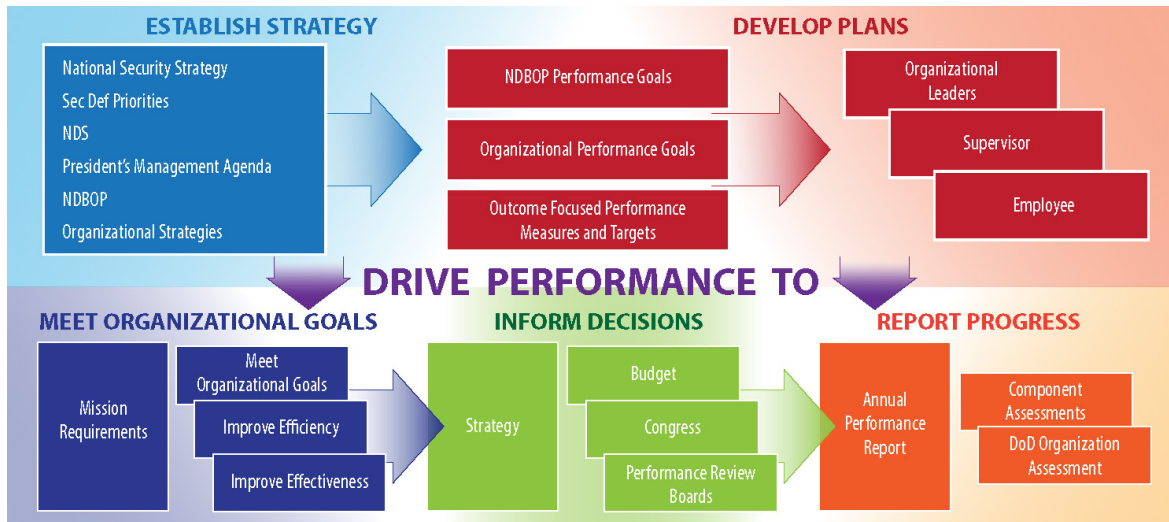 ESTABLISH STRATEGY
DEVELOP PLANS
National Security Strategy
Sec Def Priorities
NDS
President's Management Agenda
NDBOP
Organizational Strategies
NDBOP Performance Goals
Organizational Performance Goals
Outcome Focused Performance
Measures and Targets
Organizational
Leaders
Supervisor
Employee
DRIVE PERFORMANCE TO
MEET ORGANIZATIONAL GOALS
INFORM DECISIONS
REPORT PROGRESS
Mission
Requirements
Meet
Organizational Goals
Improve Efficiency
Improve Effectiveness
Strategy
Budget
Congress
Performance Review
Boards
Annual
Performance
Report
Component
Assessments
DoD Organization
Assessment